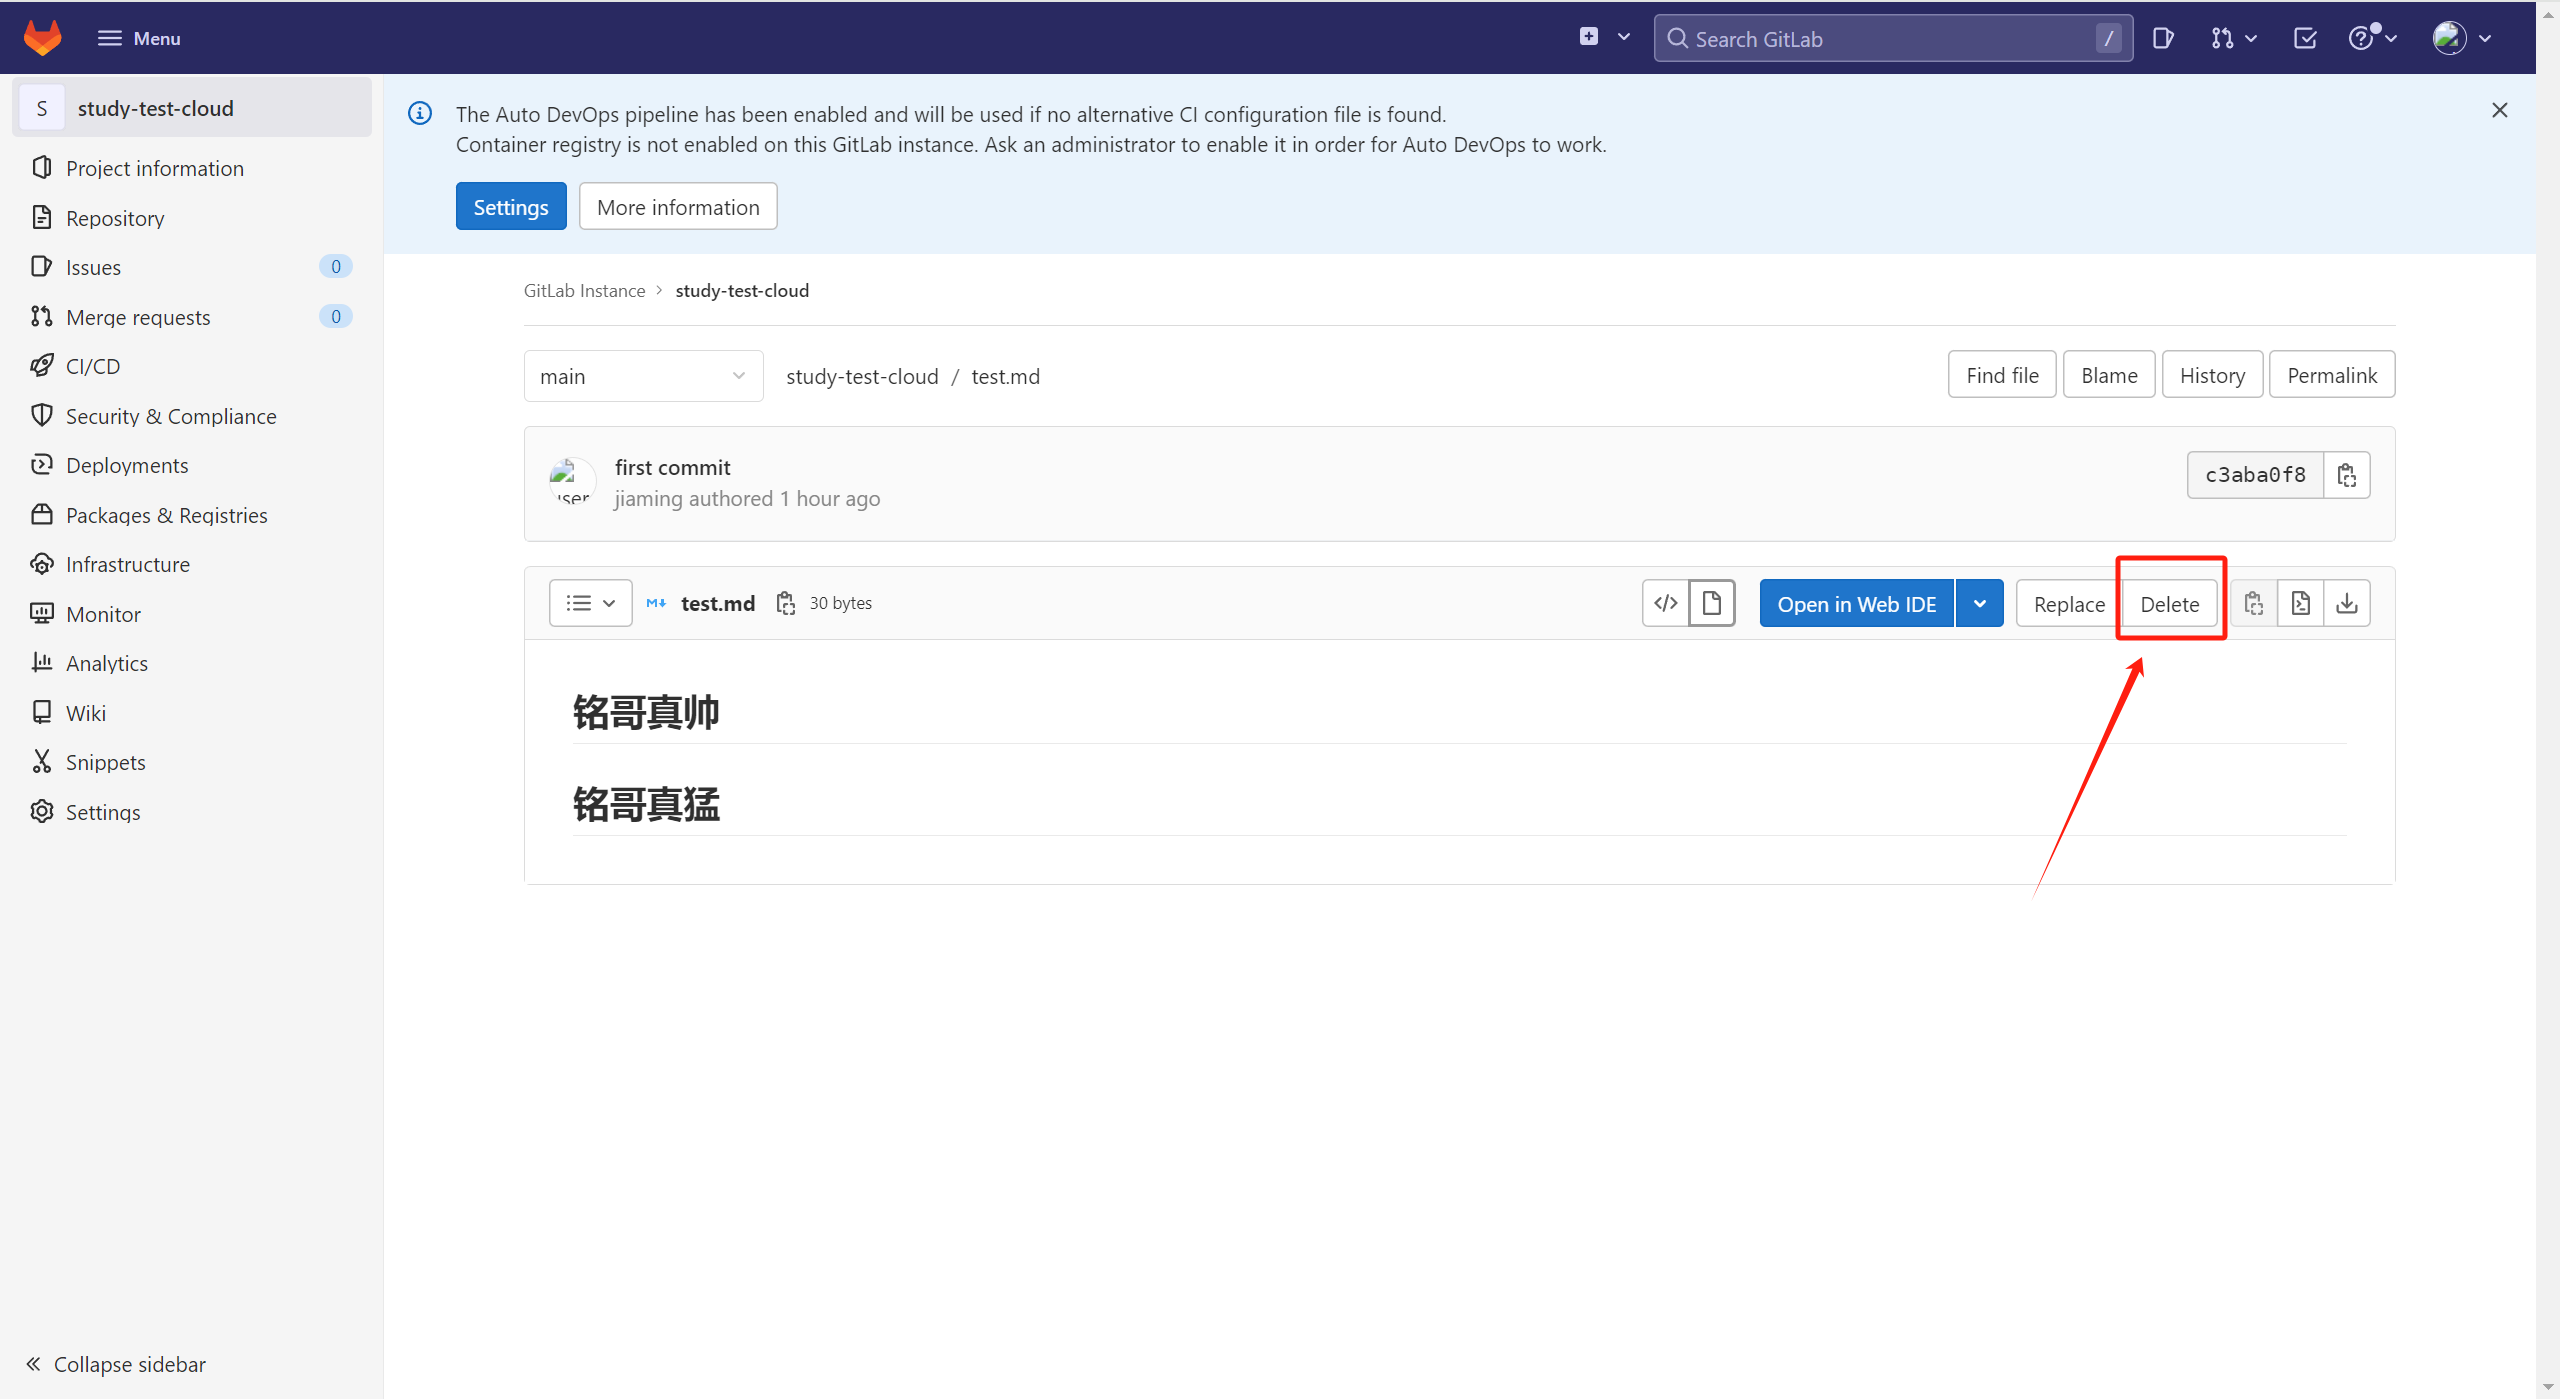 Menu
Search GitLab
/
S
study-test-cloud
Project information
Repository
Issues
0
Merge requests
0
CI/CD
Security & Compliance
Deployments
Packages & Registries
Infrastructure
Monitor
Analytics
Wiki
Snippets
Settings
Collapse sidebar
The Auto DevOps pipeline has been enabled and will be used if no alternative CI configuration file is found.
Container registry is not enabled on this GitLab instance. Ask an administrator to enable it in order for Auto DevOps to work.
Settings
More information
GitLab Instance > study-test-cloud
main
study-test-cloud / test.md
Find file
Blame
History
Permalink
user
first commit
jiaming authored 1 hour ago
c3aba0f8
M↓
test.md
30 bytes
</>
Open in Web IDE
Replace
Delete
铭哥真帅
铭哥真猛